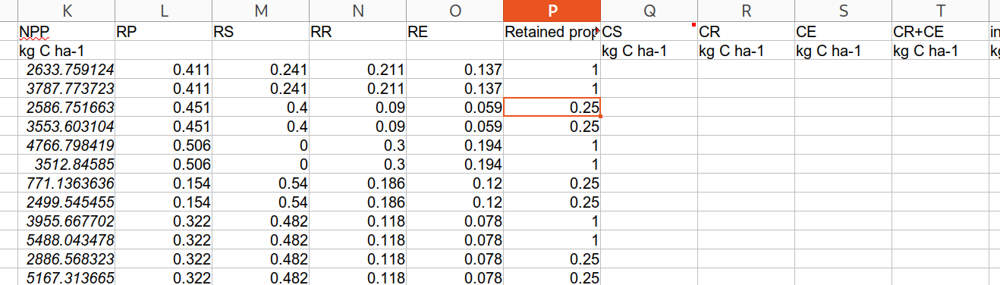 K L M N O P Q R S T
NPP RP RS RR RE Retained prop CS CR CE CR+CE in
kg C ha-1 kg C ha-1 kg C ha-1 kg C ha-1 kg C ha-1
2633.759124 0.411 0.241 0.211 0.137 1
3787.773723 0.411 0.241 0.211 0.137 1
2586.751663 0.451 0.4 0.09 0.059 0.25
3553.603104 0.451 0.4 0.09 0.059 0.25
4766.798419 0.506 0 0.3 0.194 1
3512.84585 0.506 0 0.3 0.194 1
771.1363636 0.154 0.54 0.186 0.12 0.25
2499.545455 0.154 0.54 0.186 0.12 0.25
3955.667702 0.322 0.482 0.118 0.078 1
5488.043478 0.322 0.482 0.118 0.078 1
2886.568323 0.322 0.482 0.118 0.078 0.25
5167.313665 0.322 0.482 0.118 0.078 0.25